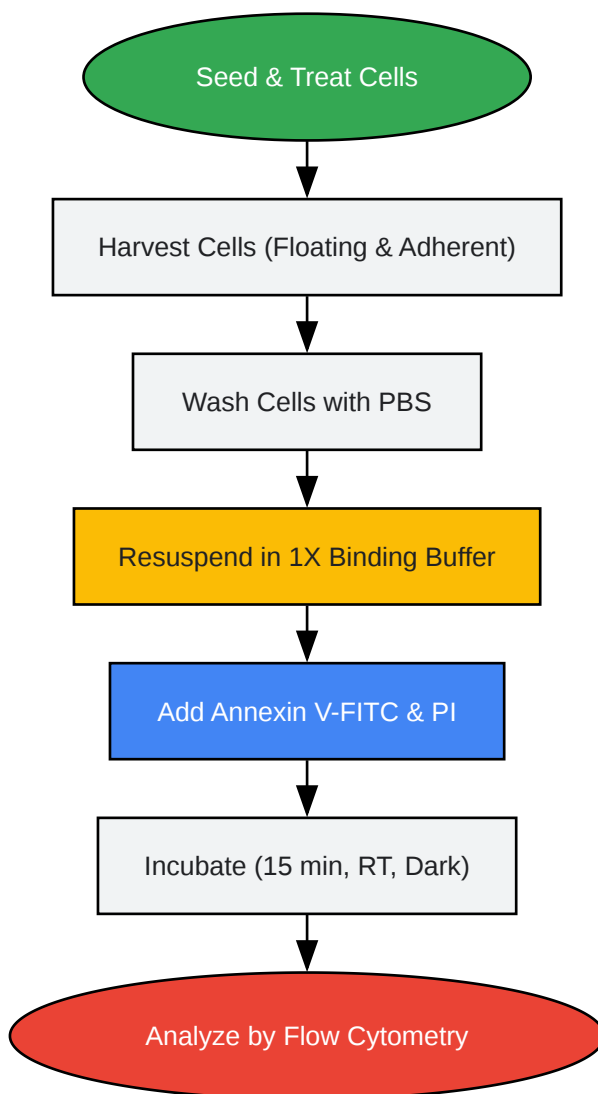 Seed & Treat Cells
Harvest Cells (Floating & Adherent)
Wash Cells with PBS
Resuspend in 1X Binding Buffer
Add Annexin V-FITC & PI
Incubate (15 min, RT, Dark)
Analyze by Flow Cytometry